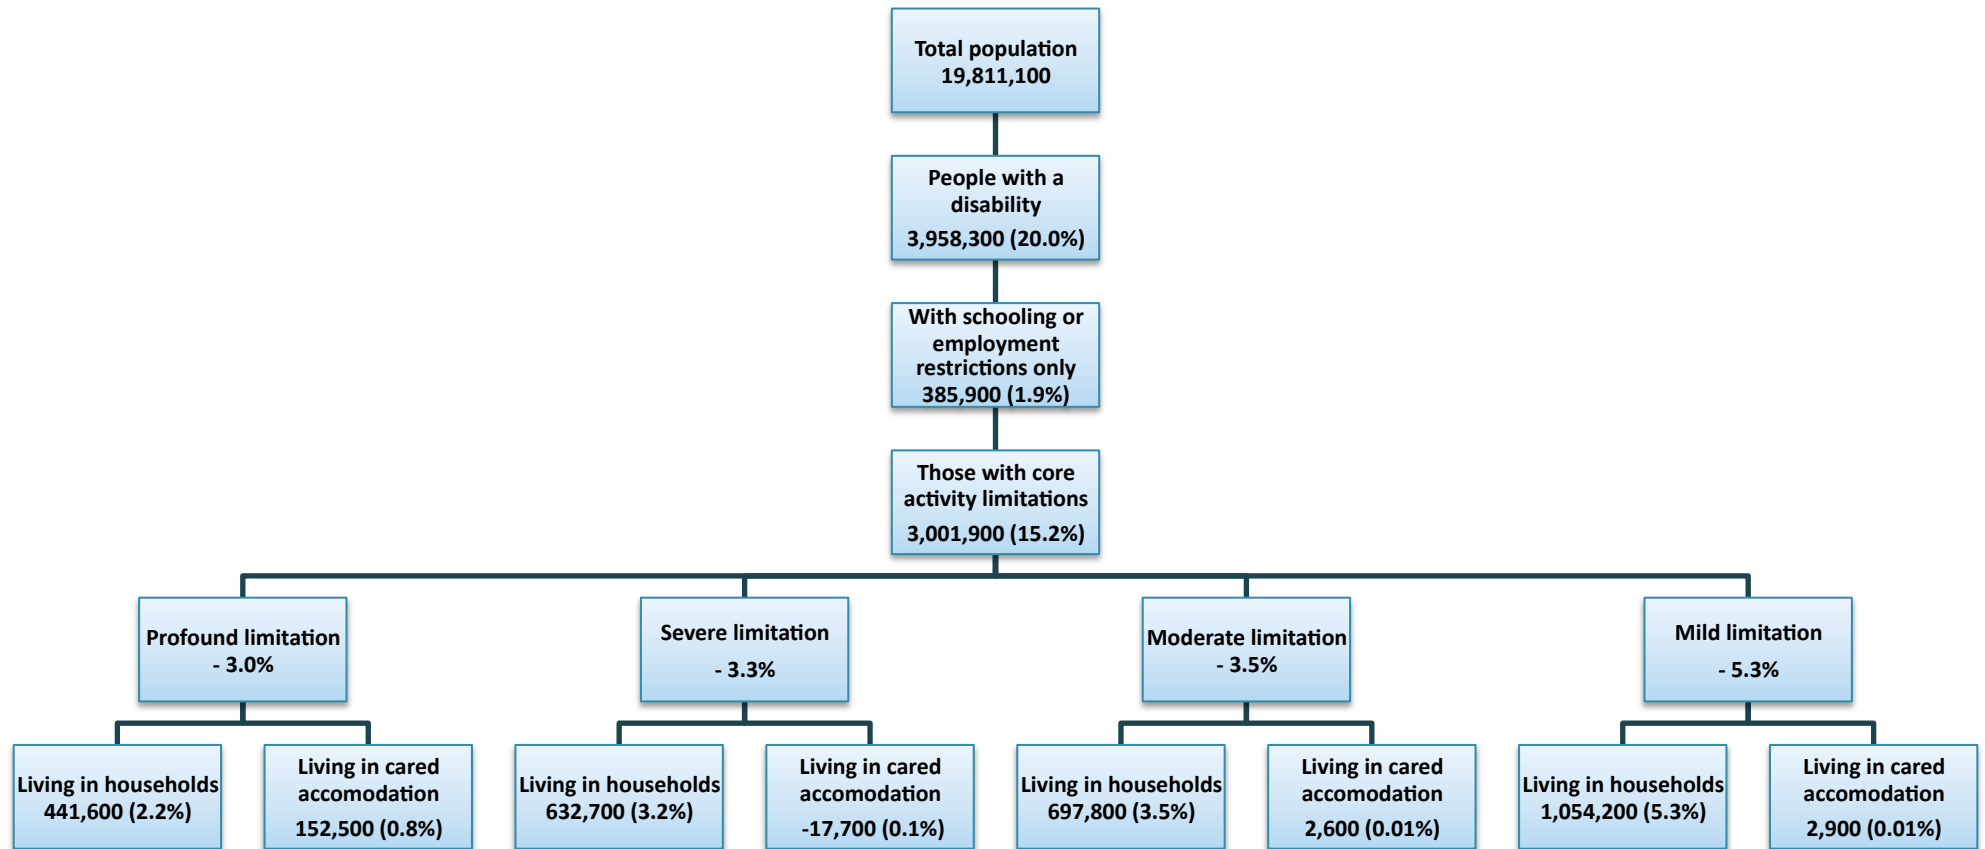 Total population
19,811,100
People with a
disability
3,958,300 (20.0%)
With schooling or
employment
restrictions only
385,900 (1.9%)
Those with core
activity limitations
3,001,900 (15.2%)
Profound limitation
- 3.0%
Severe limitation
- 3.3%
Moderate limitation
- 3.5%
Mild limitation
- 5.3%
Living in households
441,600 (2.2%)
Living in cared
accomodation
152,500 (0.8%)
Living in households
632,700 (3.2%)
Living in cared
accomodation
-17,700 (0.1%)
Living in households
697,800 (3.5%)
Living in cared
accomodation
2,600 (0.01%)
Living in households
1,054,200 (5.3%)
Living in cared
accomodation
2,900 (0.01%)